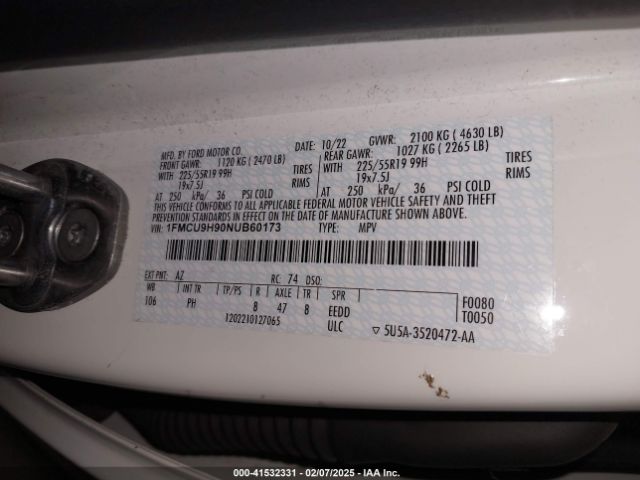 MFD. BY FORD MOTOR CO. 10/22 GVWR: 2100 KG ( 4630 LB)
FRONT GAWR: 1120 KG ( 2470 LB) REAR GAWR: 1027 KG ( 2265 LB)
WITH 225/55R19 99H TIRES WITH 225/55R19 99H TIRES
19x7.5J RIMS 19x7.5J RIMS
AT 250 kPa/ 36 PSI COLD AT 250 kPa/ 36 PSI COLD
THIS VEHICLE CONFORMS TO ALL APPLICABLE FEDERAL MOTOR VEHICLE SAFETY AND THEFT
PREVENTION STANDARDS IN EFFECT ON THE DATE OF MANUFACTURE SHOWN ABOVE.
VIN: 1FMCU9H90NUB60173 TYPE: MPV
EXT PNT: AZ RC: 74 DSO:
WB INT TR TP/PS R AXLE TR SPR F0080
106 PH 8 47 8 EEDD T0050
1202210127065 ULC ▽ 5U5A-3520472-AA
000-41532331 - 02/07/2025 - IAA Inc.